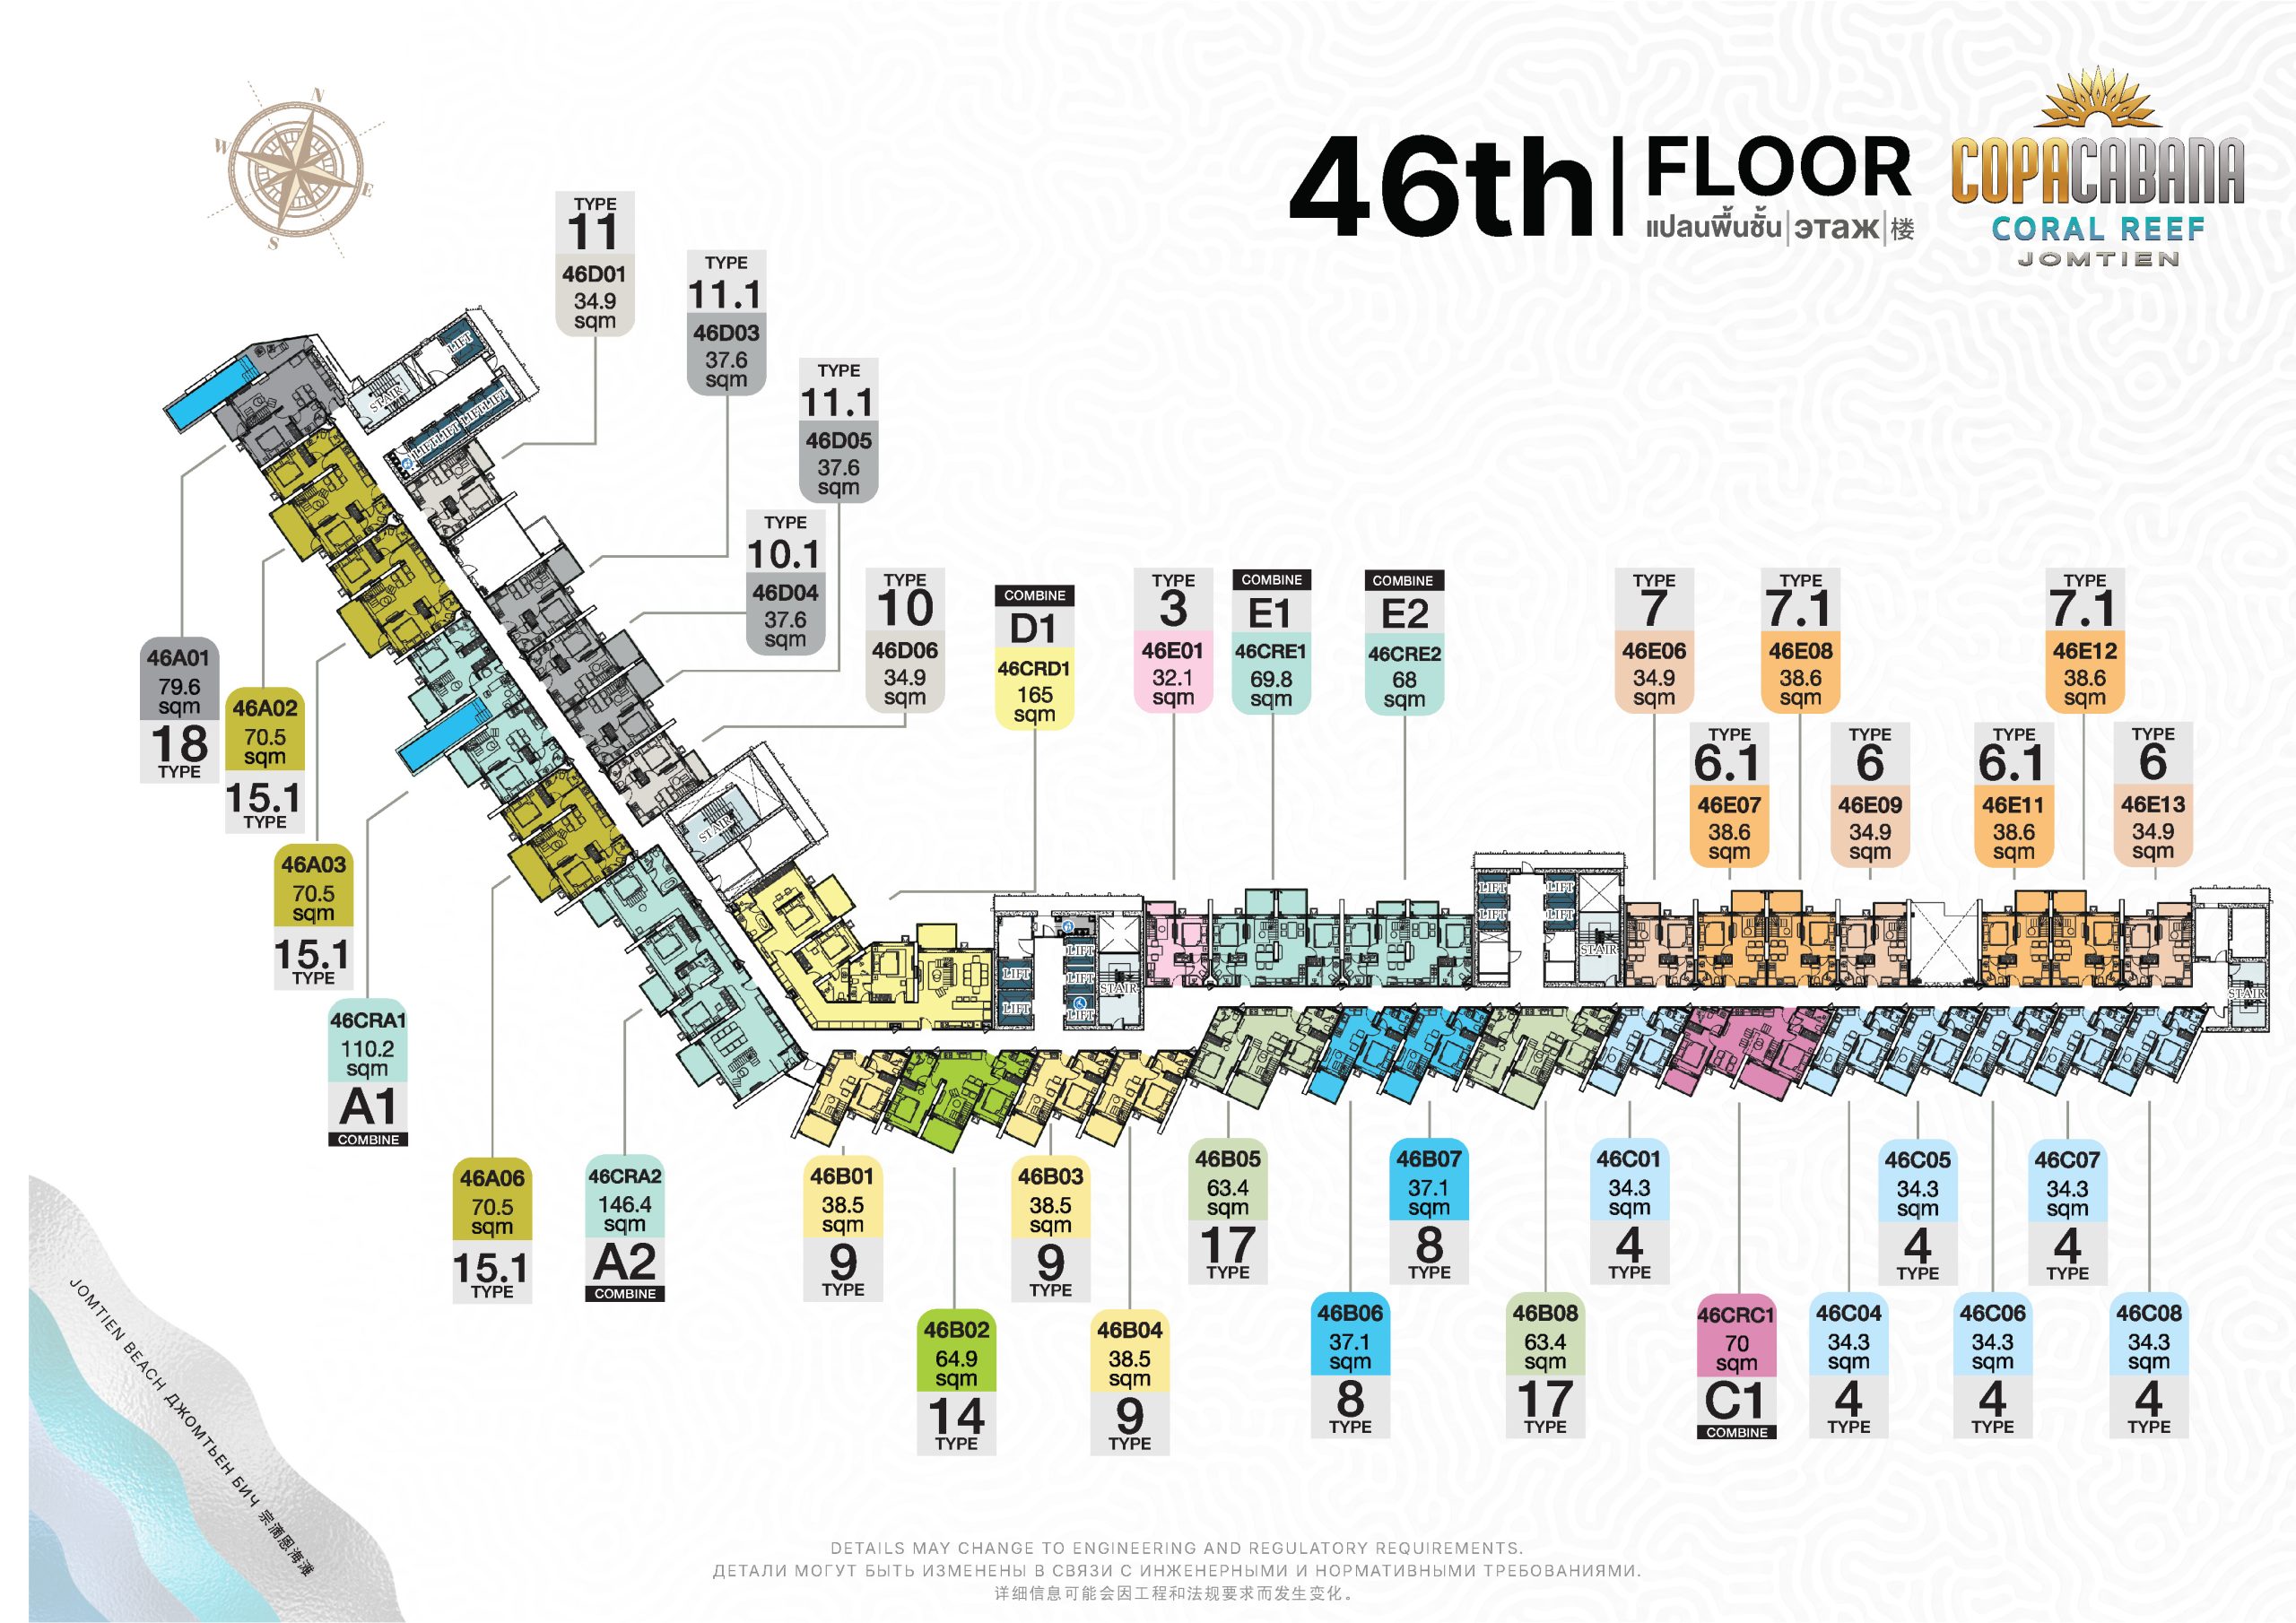 N
W
E
S
46th
FLOOR
แปลนพื้นชั้น|этаж|楼
COPACABANA
CORAL REEF
JOMTIEN
TYPE
11
46D01
34.9
sqm
TYPE
11.1
46D03
37.6
sqm
TYPE
11.1
46D05
37.6
sqm
TYPE
10.1
46D04
37.6
sqm
TYPE
10
46D06
34.9
sqm
COMBINE
D1
46CRD1
165
sqm
TYPE
3
46E01
32.1
sqm
COMBINE
E1
46CRE1
69.8
sqm
COMBINE
E2
46CRE2
68
sqm
TYPE
7
46E06
34.9
sqm
TYPE
7.1
46E08
38.6
sqm
TYPE
7.1
46E12
38.6
sqm
TYPE
6.1
46E07
38.6
sqm
TYPE
6
46E09
34.9
sqm
TYPE
6.1
46E11
38.6
sqm
TYPE
6
46E13
34.9
sqm
LIFT
STAIR
LIFT
LIFT
LIFT
LIFT
STAIR
LIFT
LIFT
LIFT
LIFT
LIFT
STAIR
LIFT
LIFT
LIFT
LIFT
STAIR
STAIR
46A01
79.6
sqm
18
TYPE
46A02
70.5
sqm
15.1
TYPE
46A03
70.5
sqm
15.1
TYPE
46CRA1
110.2
sqm
A1
COMBINE
46A06
70.5
sqm
15.1
TYPE
46CRA2
146.4
sqm
A2
COMBINE
46B01
38.5
sqm
9
TYPE
46B02
64.9
sqm
14
TYPE
46B03
38.5
sqm
9
TYPE
46B04
38.5
sqm
9
TYPE
46B05
63.4
sqm
17
TYPE
46B06
37.1
sqm
8
TYPE
46B07
37.1
sqm
8
TYPE
46B08
63.4
sqm
17
TYPE
46C01
34.3
sqm
4
TYPE
46CRC1
70
sqm
C1
COMBINE
46C04
34.3
sqm
4
TYPE
46C05
34.3
sqm
4
TYPE
46C06
34.3
sqm
4
TYPE
46C07
34.3
sqm
4
TYPE
46C08
34.3
sqm
4
TYPE
JOMTIEN BEACH ДЖОМТЬЕН БИЧ 宗滴恩海滩
DETAILS MAY CHANGE TO ENGINEERING AND REGULATORY REQUIREMENTS.
ДЕТАЛИ МОГУТ БЫТЬ ИЗМЕНЕНЫ В СВЯЗИ С ИНЖЕНЕРНЫМИ И НОРМАТИВНЫМИ ТРЕБОВАНИЯМИ.
详细信息可能会因工程和法规要求而发生变化。